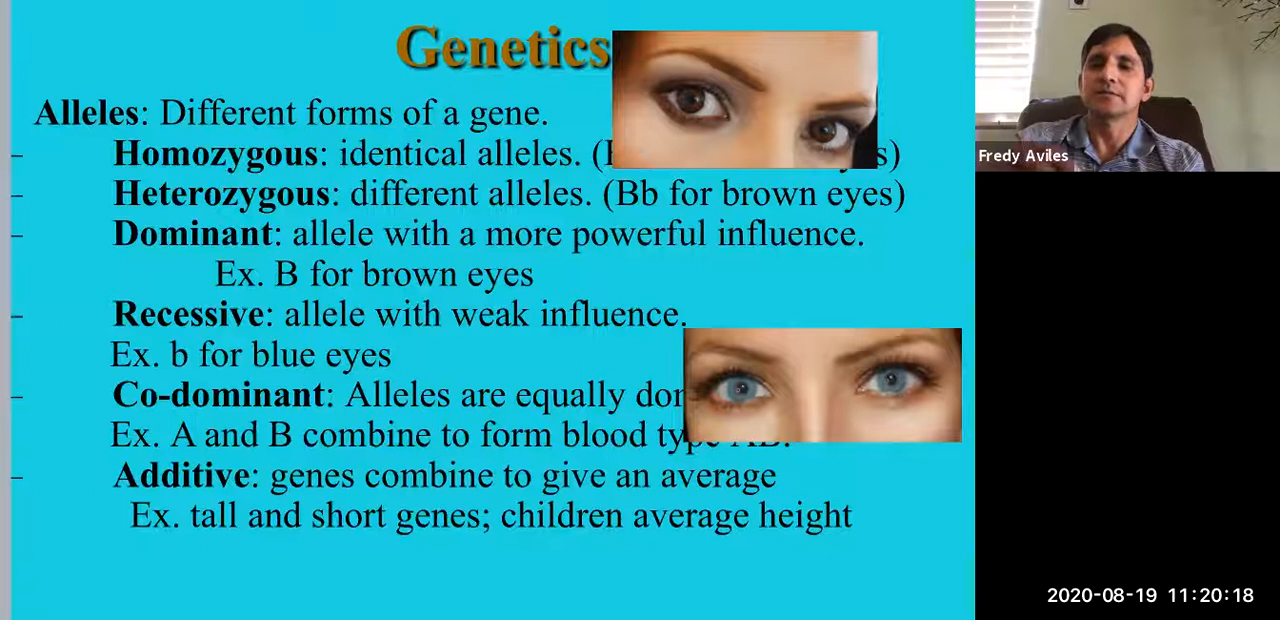 Genetics
Alleles: Different forms of a gene.
Homozygous: identical alleles. (
Heterozygous: different alleles. (Bb for brown eyes)
Dominant: allele with a more powerful influence.
Ex. B for brown eyes
Recessive: allele with weak influence.
Ex. b for blue eyes
Co-dominant: Alleles are equally
Ex. A and B combine to form blood type
Additive: genes combine to give an average
Ex. tall and short genes; children average height
Fredy Aviles
2020-08-19 11:20:18